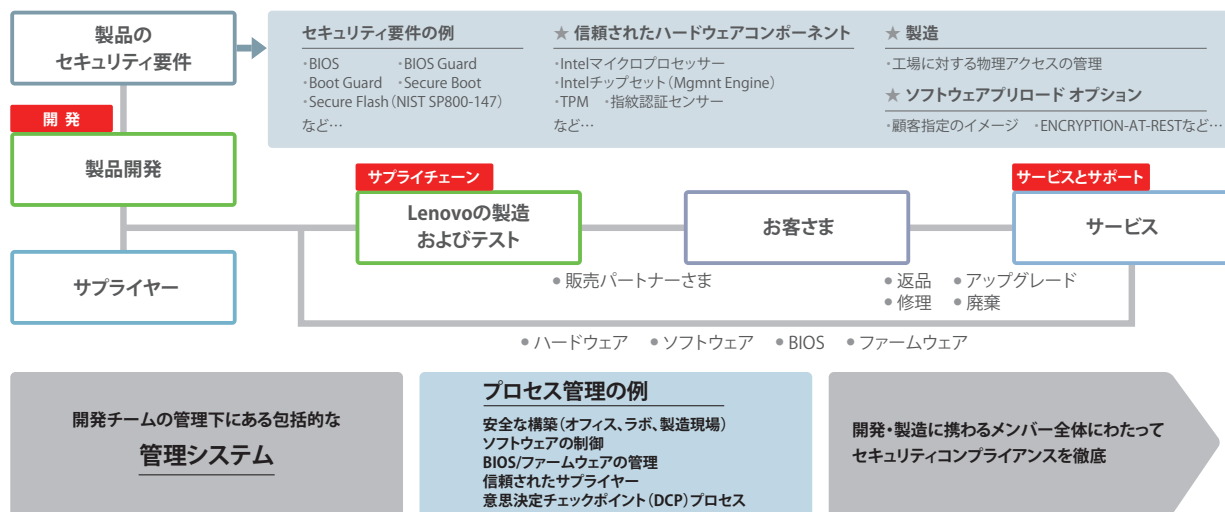 製品の
セキュリティ要件
セキュリティ要件の例
・BIOS ・BIOS Guard
・Boot Guard ・Secure Boot
・Secure Flash（NIST SP800-147）
など…
★ 信頼されたハードウェアコンポーネント
・Intelマイクロプロセッサー
・Intelチップセット（Mgmnt Engine）
・TPM ・指紋認証センサー
など…
★ 製造
・工場に対する物理アクセスの管理
★ ソフトウェアプリロード オプション
・顧客指定のイメージ ・ENCRYPTION-AT-RESTなど…
開 発
製品開発
サプライヤー
サプライチェーン
Lenovoの製造
およびテスト
お客さま
サービスとサポート
サービス
● 販売パートナーさま
● 返品 ● アップグレード
● 修理 ● 廃棄
● ハードウェア ● ソフトウェア ● BIOS ● ファームウェア
開発チームの管理下にある包括的な
管理システム
プロセス管理の例
安全な構築（オフィス、ラボ、製造現場）
ソフトウェアの制御
BIOS/ファームウェアの管理
信頼されたサプライヤー
意思決定チェックポイント（DCP）プロセス
開発・製造に携わるメンバー全体にわたって
セキュリティコンプライアンスを徹底